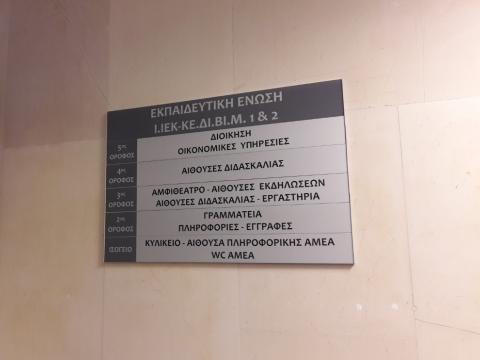 ΕΚΠΑΙΔΕΥΤΙΚΗ ΕΝΩΣΗ
Ι.ΙΕΚ-ΚΕ.ΔΙ.ΒΙ.Μ. 1 & 2
5ος ΟΡΟΦΟΣ
ΔΙΟΙΚΗΣΗ
ΟΙΚΟΝΟΜΙΚΕΣ ΥΠΗΡΕΣΙΕΣ
4ος ΟΡΟΦΟΣ
ΑΙΘΟΥΣΕΣ ΔΙΔΑΣΚΑΛΙΑΣ
3ος ΟΡΟΦΟΣ
ΑΜΦΙΘΕΑΤΡΟ - ΑΙΘΟΥΣΕΣ ΕΚΔΗΛΩΣΕΩΝ
ΑΙΘΟΥΣΕΣ ΔΙΔΑΣΚΑΛΙΑΣ - ΕΡΓΑΣΤΗΡΙΑ
2ος ΟΡΟΦΟΣ
ΓΡΑΜΜΑΤΕΙΑ
ΠΛΗΡΟΦΟΡΙΕΣ - ΕΓΓΡΑΦΕΣ
ΙΣΟΓΕΙΟ
ΚΥΛΙΚΕΙΟ - ΑΙΘΟΥΣΑ ΠΛΗΡΟΦΟΡΙΚΗΣ ΑΜΕΑ
WC ΑΜΕΑ